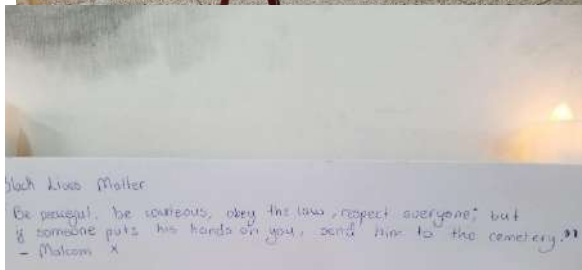 Black Lives Matter
Be peaceful, be courteous, obey the law, respect everyone; but
if someone puts his hands on you, send him to the cemetery."
- Malcom X